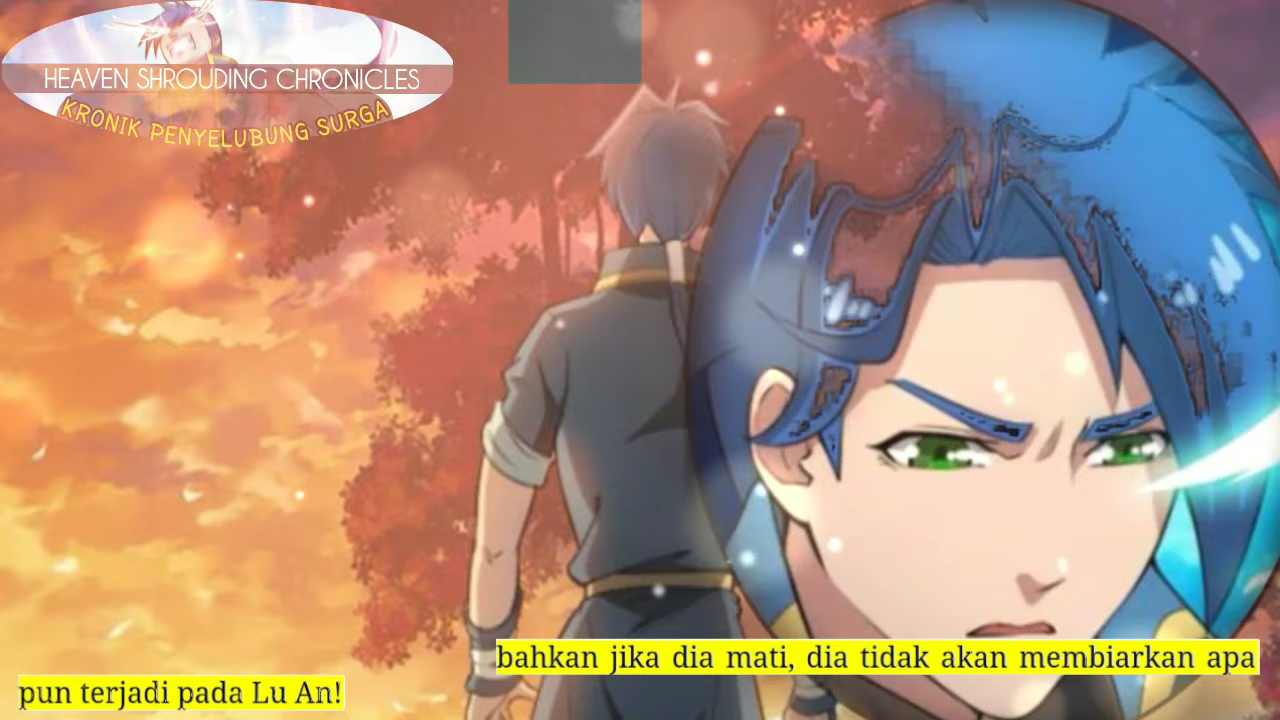 HEAVEN SHROUDING CHRONICLES
KRONIK PENYELUBUNG SURGA
bahkan jika dia mati, dia tidak akan membiarkan apa
pun terjadi pada Lu An!